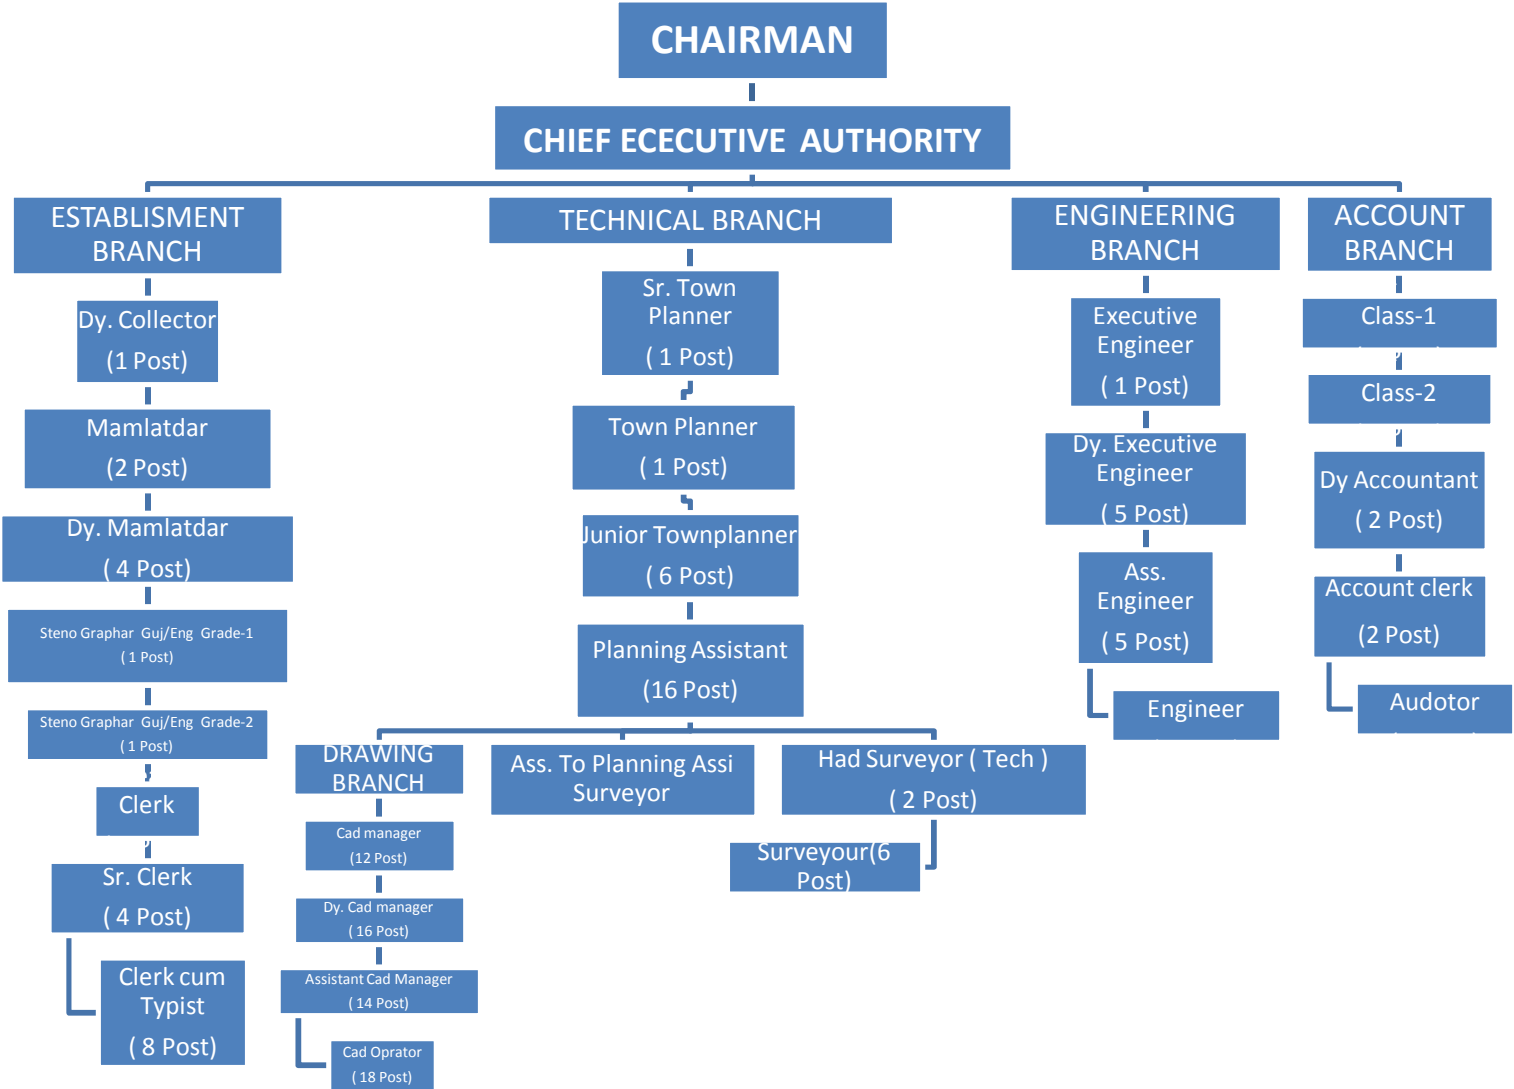 CHAIRMAN
CHIEF ECECUTIVE AUTHORITY
ESTABLISMENT
BRANCH
Dy. Collector
(1 Post)
Mamlatdar
(2 Post)
Dy. Mamlatdar
( 4 Post)
Steno Graphar Guj/Eng Grade-1
( 1 Post)
Steno Graphar Guj/Eng Grade-2
( 1 Post)
Clerk
Sr. Clerk
( 4 Post)
Clerk cum
Typist
( 8 Post)
TECHNICAL BRANCH
Sr. Town
Planner
( 1 Post)
Town Planner
( 1 Post)
Junior Townplanner
( 6 Post)
Planning Assistant
(16 Post)
DRAWING
BRANCH
Cad manager
(12 Post)
Dy. Cad manager
( 16 Post)
Assistant Cad Manager
( 14 Post)
Cad Oprator
( 18 Post)
Ass. To Planning Assi
Surveyor
Had Surveyor ( Tech )
( 2 Post)
Surveyour(6
Post)
ENGINEERING
BRANCH
Executive
Engineer
( 1 Post)
Dy. Executive
Engineer
( 5 Post)
Ass.
Engineer
( 5 Post)
Engineer
ACCOUNT
BRANCH
Class-1
Class-2
Dy Accountant
( 2 Post)
Account clerk
(2 Post)
Audotor